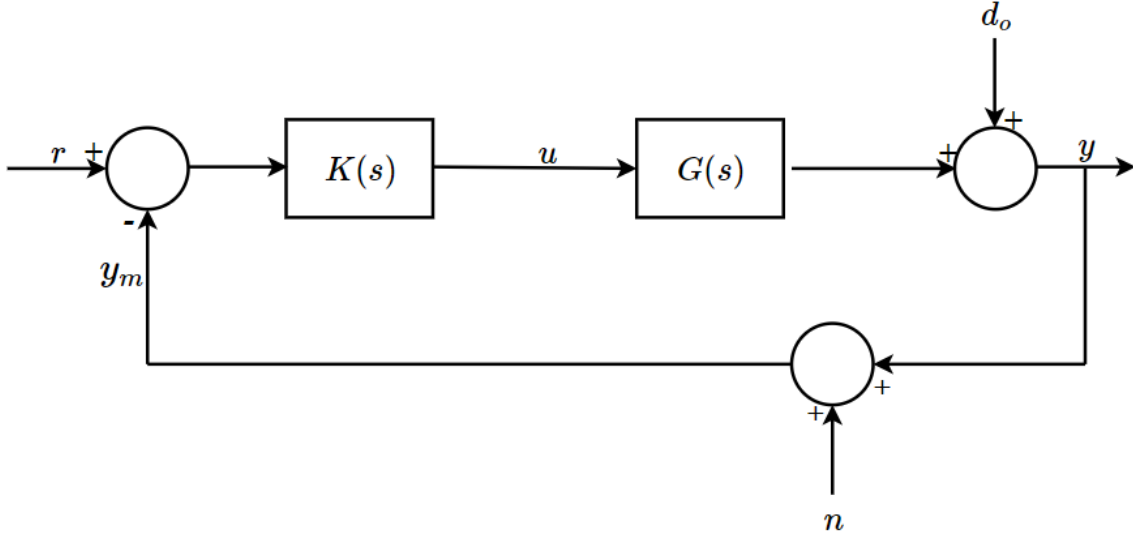 d_o
r
+
K(s)
u
G(s)
+
+
y
-
y_m
+
+
n